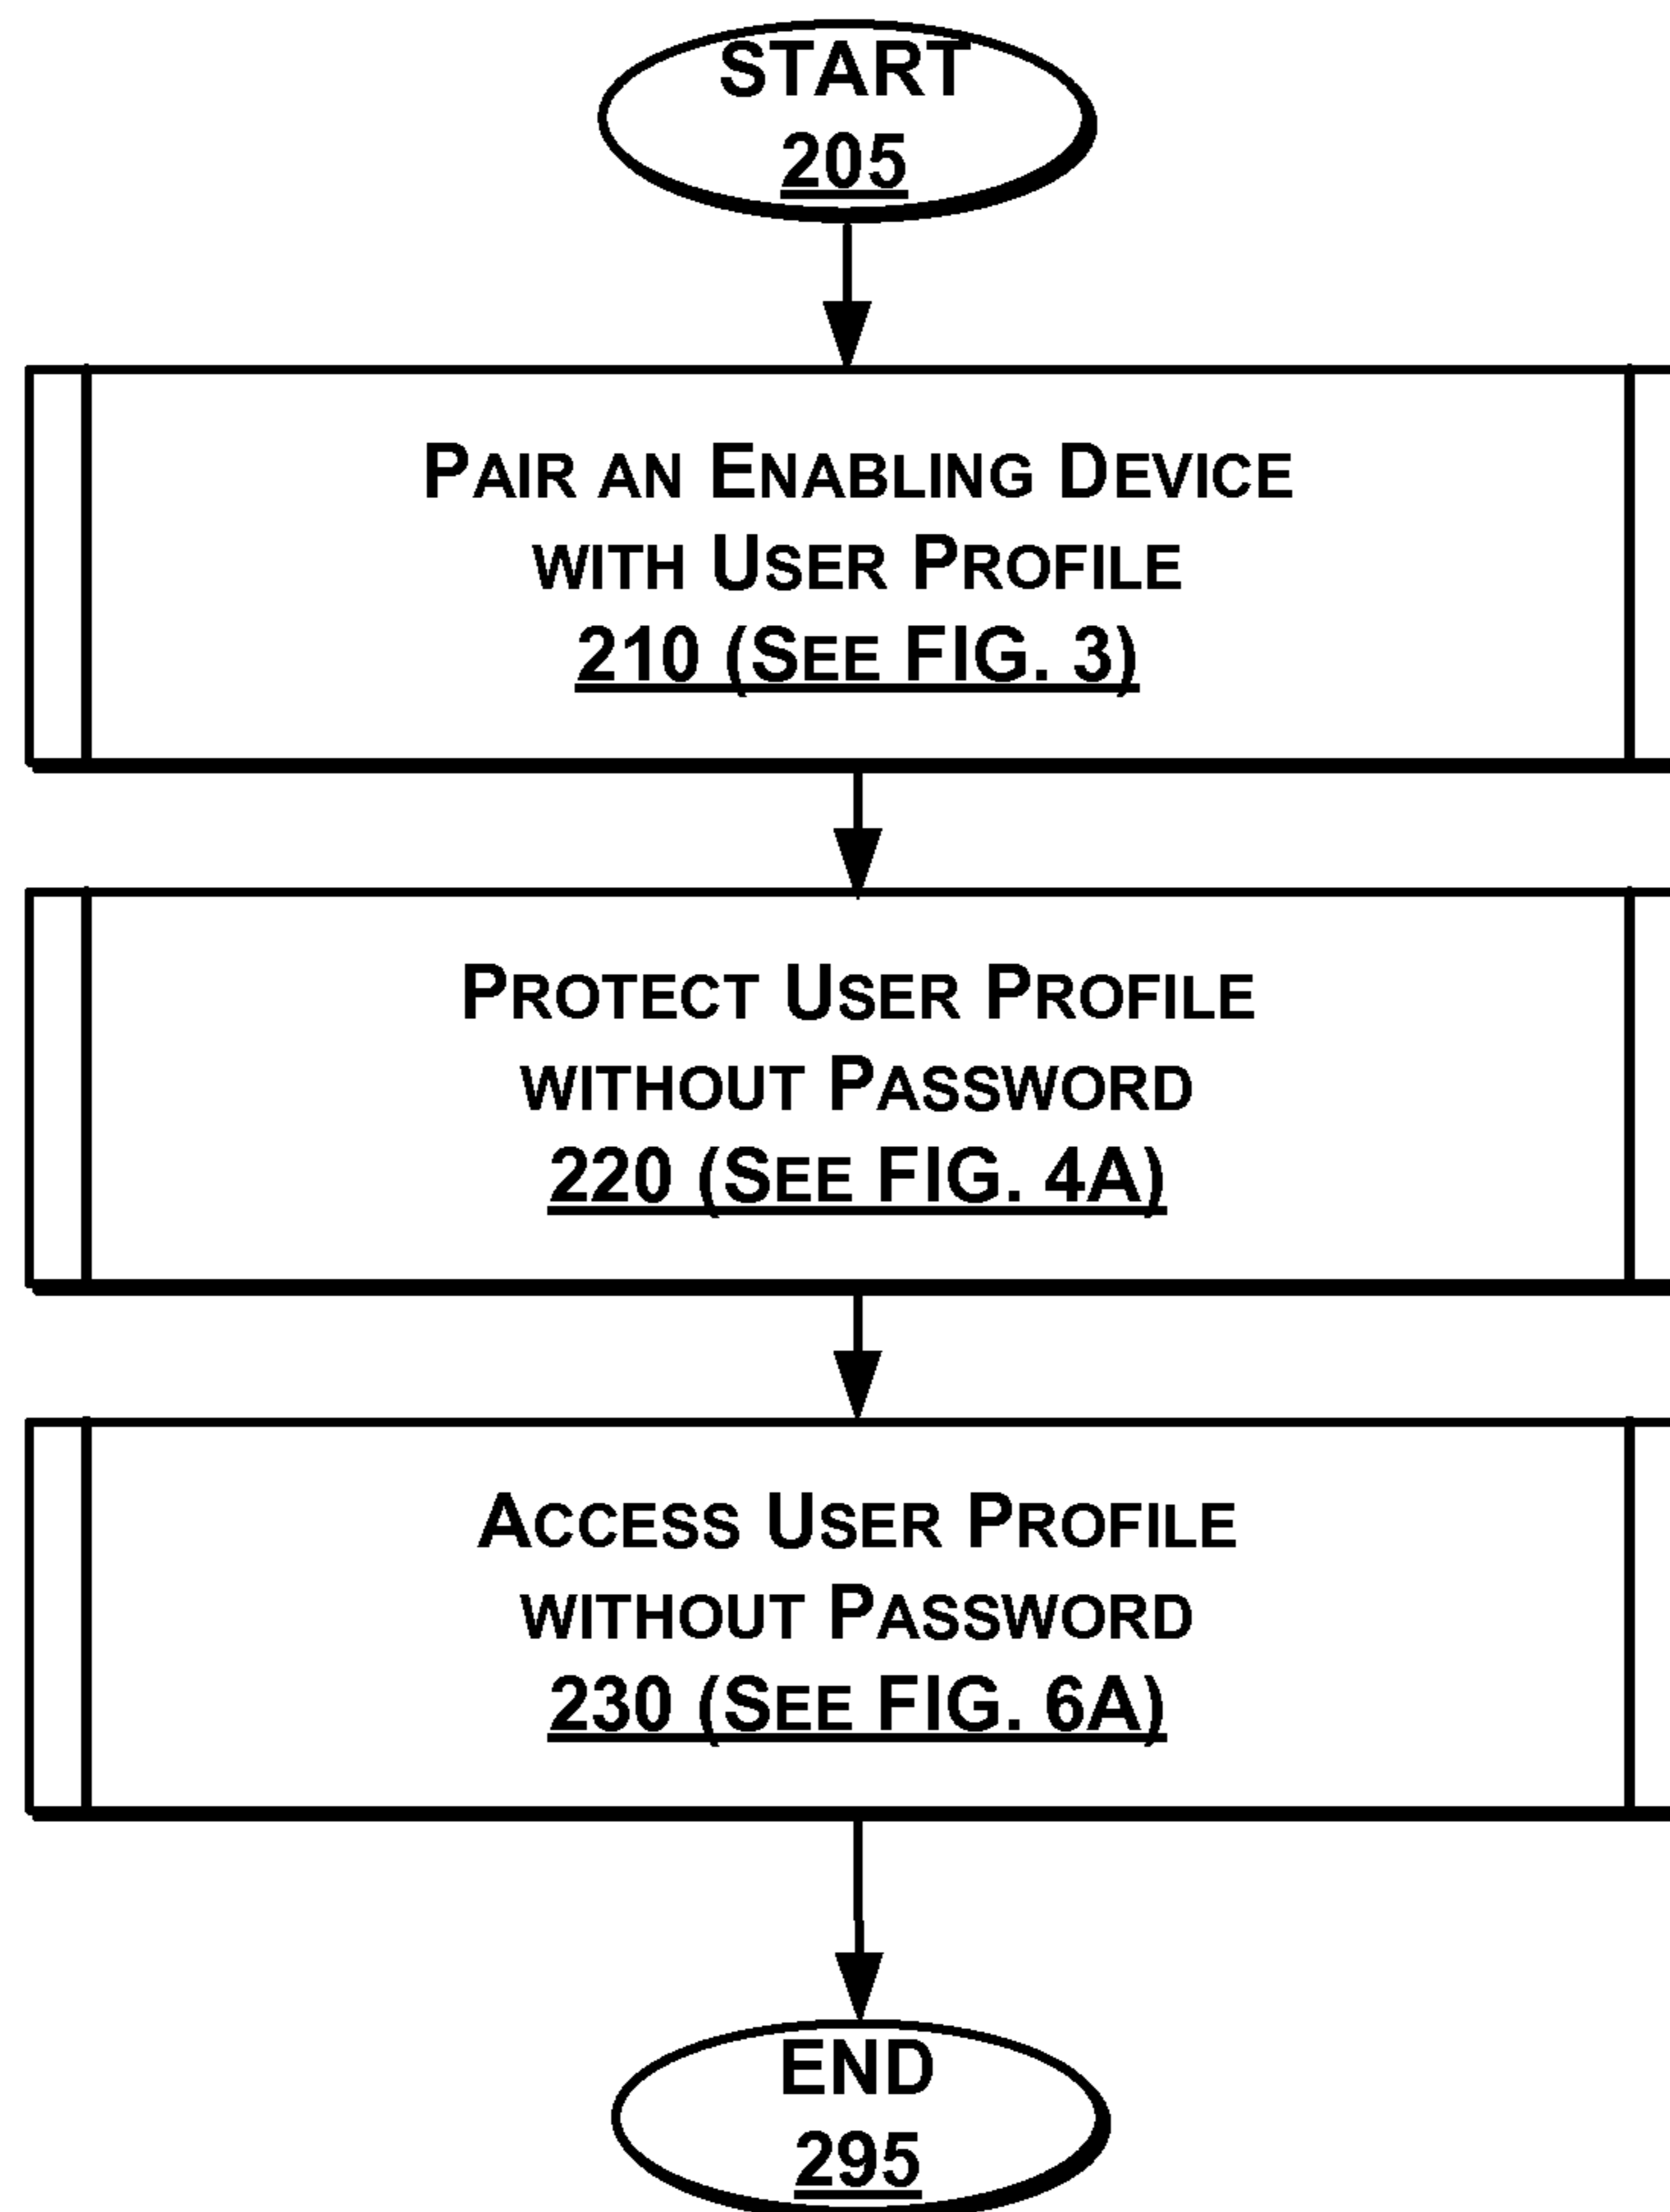 START
205
PAIR AN ENABLING DEVICE
WITH USER PROFILE
210 (SEE FIG. 3)
PROTECT USER PROFILE
WITHOUT PASSWORD
220 (SEE FIG. 4A)
ACCESS USER PROFILE
WITHOUT PASSWORD
230 (SEE FIG. 6A)
END
295